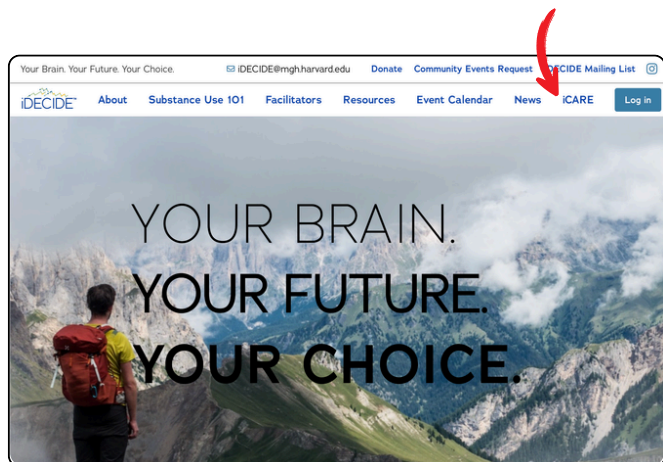 Your Brain. Your Future. Your Choice. iDECIDE@mgh.harvard.edu Donate Community Events Request DECIDE Mailing List
iDECIDE™ About Substance Use 101 Facilitators Resources Event Calendar News iCARE Log in
YOUR BRAIN.
YOUR FUTURE.
YOUR CHOICE.